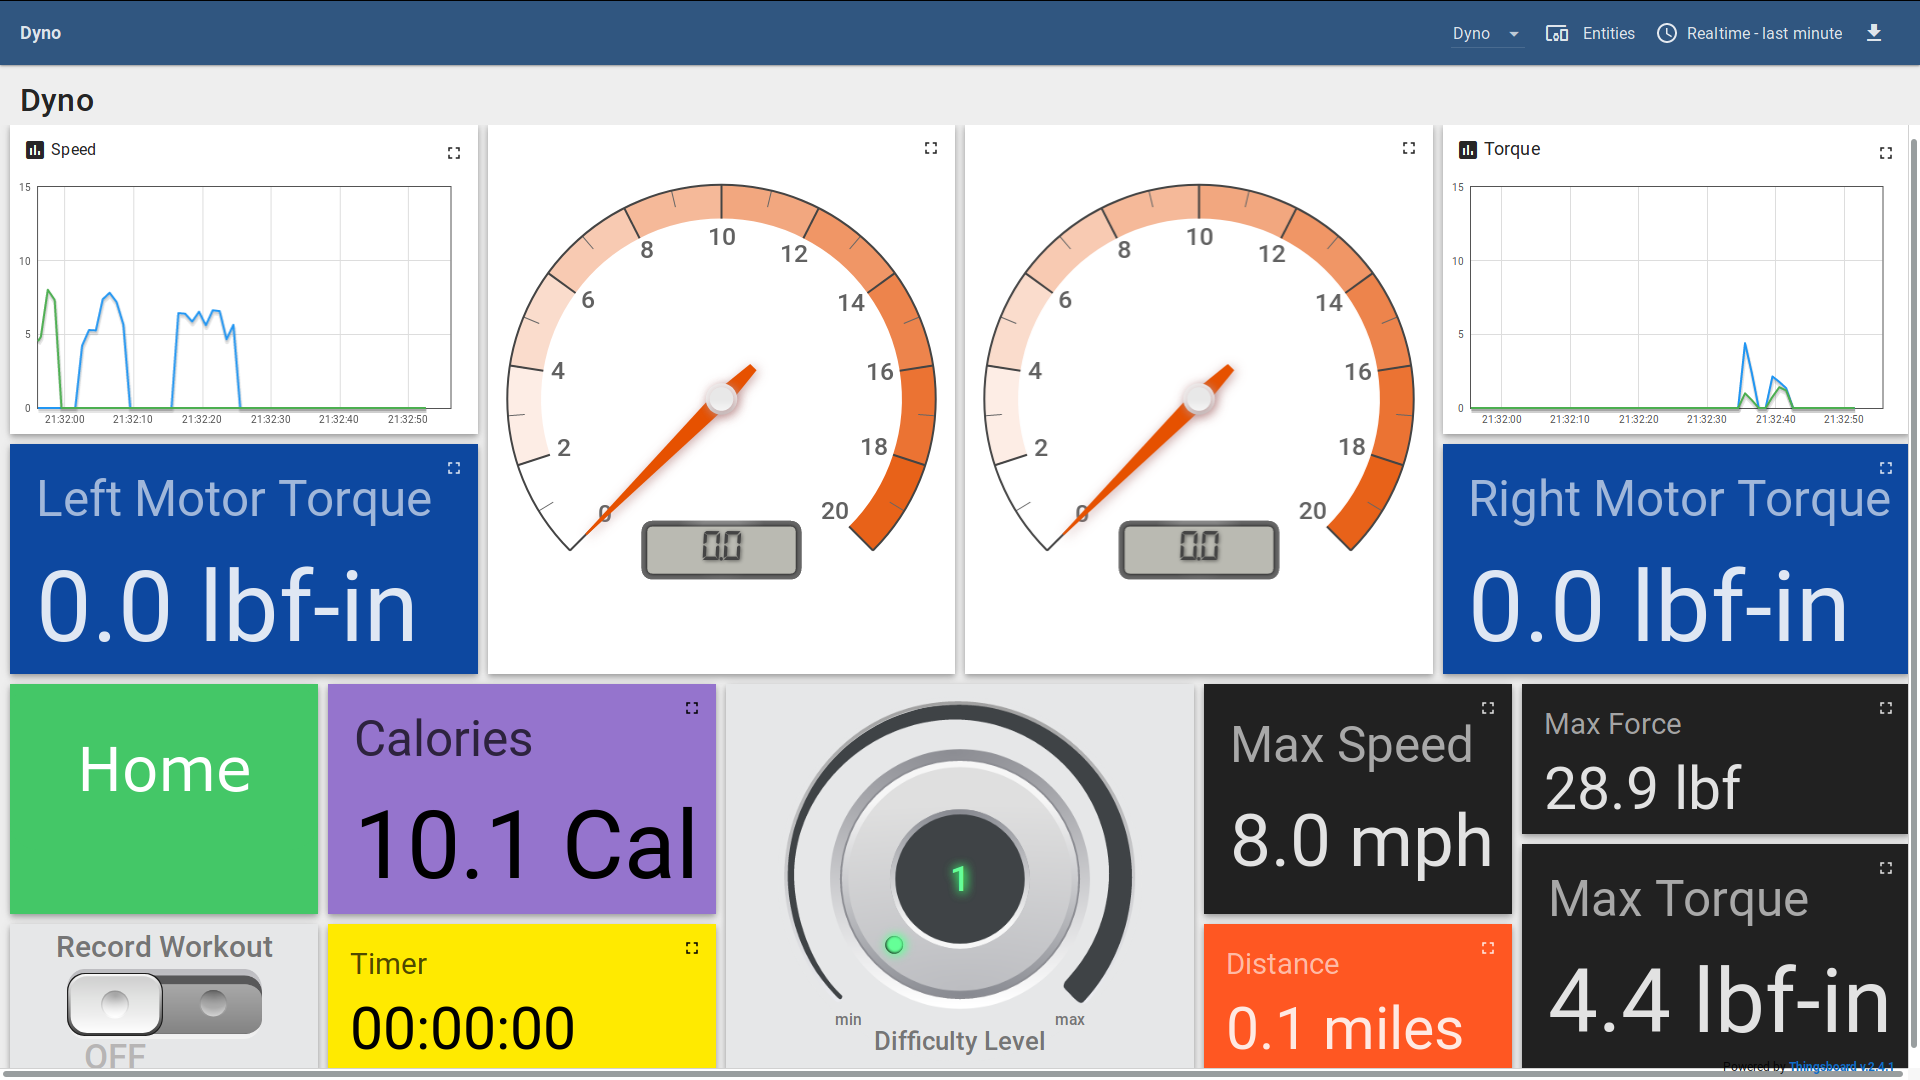 Dyno
Dyno
Entities
Realtime - last minute
Dyno
Speed
15
10
5
0
21:32:00 21:32:10 21:32:20 21:32:30 21:32:40 21:32:50
0 2 4 6 8 10 12 14 16 18 20
0.0
0 2 4 6 8 10 12 14 16 18 20
0.0
Torque
15
10
5
0
21:32:00 21:32:10 21:32:20 21:32:30 21:32:40 21:32:50
Left Motor Torque
0.0 lbf-in
Right Motor Torque
0.0 lbf-in
Home
Calories
10.1 Cal
1
min
max
Difficulty Level
Max Speed
8.0 mph
Max Force
28.9 lbf
Record Workout
OFF
Timer
00:00:00
Distance
0.1 miles
Max Torque
4.4 lbf-in
Powered by Thingsboard v.2.4.1